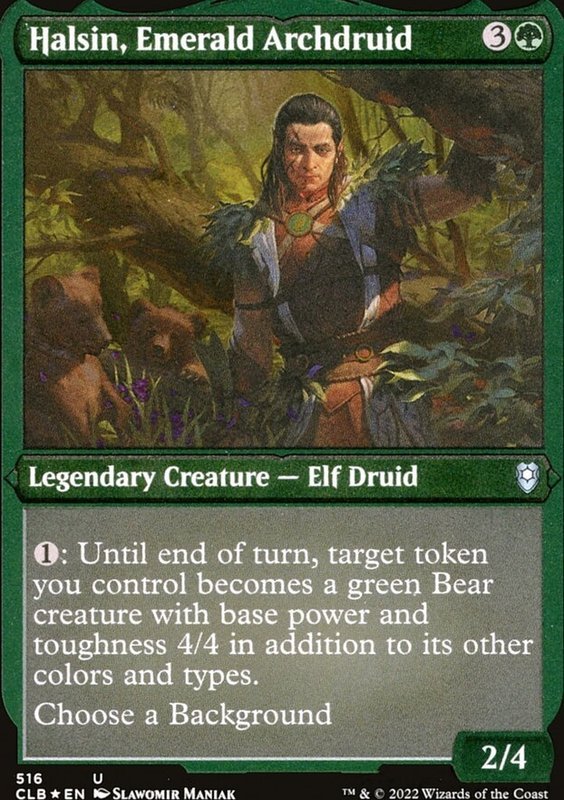 Halsin, Emerald Archdruid 3
Legendary Creature — Elf Druid
1: Until end of turn, target token
you control becomes a green Bear
creature with base power and
toughness 4/4 in addition to its other
colors and types.
Choose a Background
2/4
516 U
CLB★EN Slawomir Maniak ™ & © 2022 Wizards of the Coast